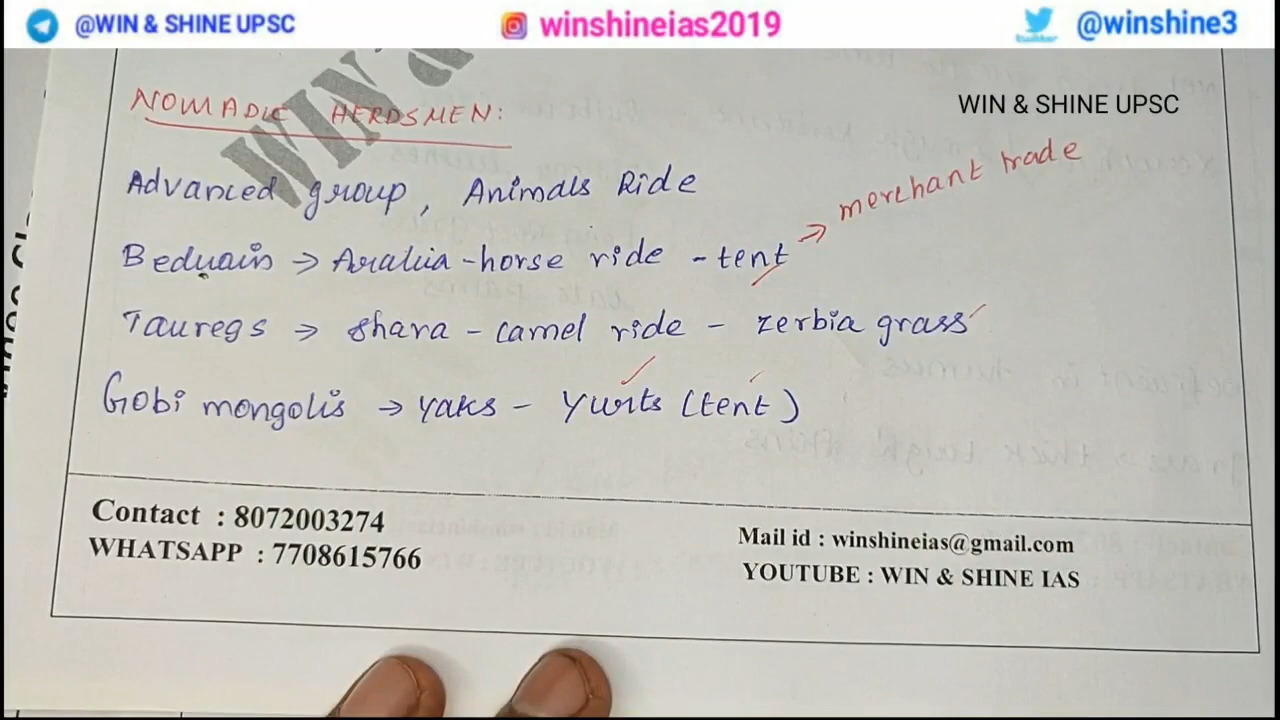 @WIN & SHINE UPSC
winshineias2019
@winshine3
WIN & SHINE UPSC
NOMADIC HERDSMEN:
Advanced group, Animals Ride
Beduain → Arabia - horse ride - tent ⇒ merchant trade
Tauregs → shara - camel ride - zerbia grass
Gobi mongolis → yaks - Yurts (tent)
Contact : 8072003274
WHATSAPP : 7708615766
Mail id : winshineias@gmail.com
YOUTUBE : WIN & SHINE IAS